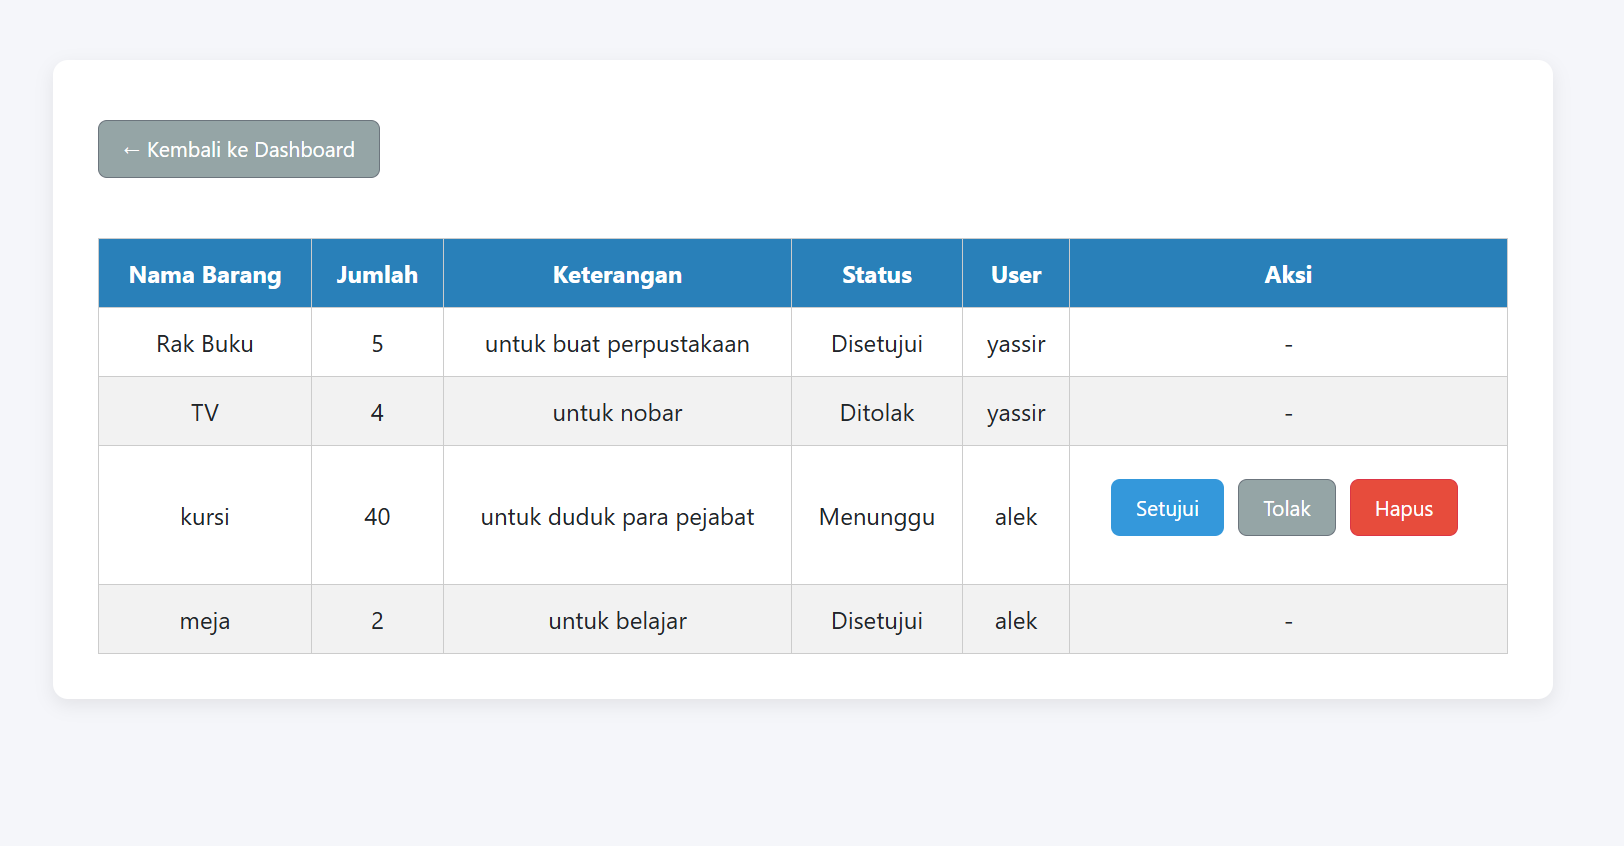 ← Kembali ke Dashboard
Nama Barang Jumlah Keterangan Status User Aksi
Rak Buku 5 untuk buat perpustakaan Disetujui yassir -
TV 4 untuk nobar Ditolak yassir -
kursi 40 untuk duduk para pejabat Menunggu alek Setujui Tolak Hapus
meja 2 untuk belajar Disetujui alek -